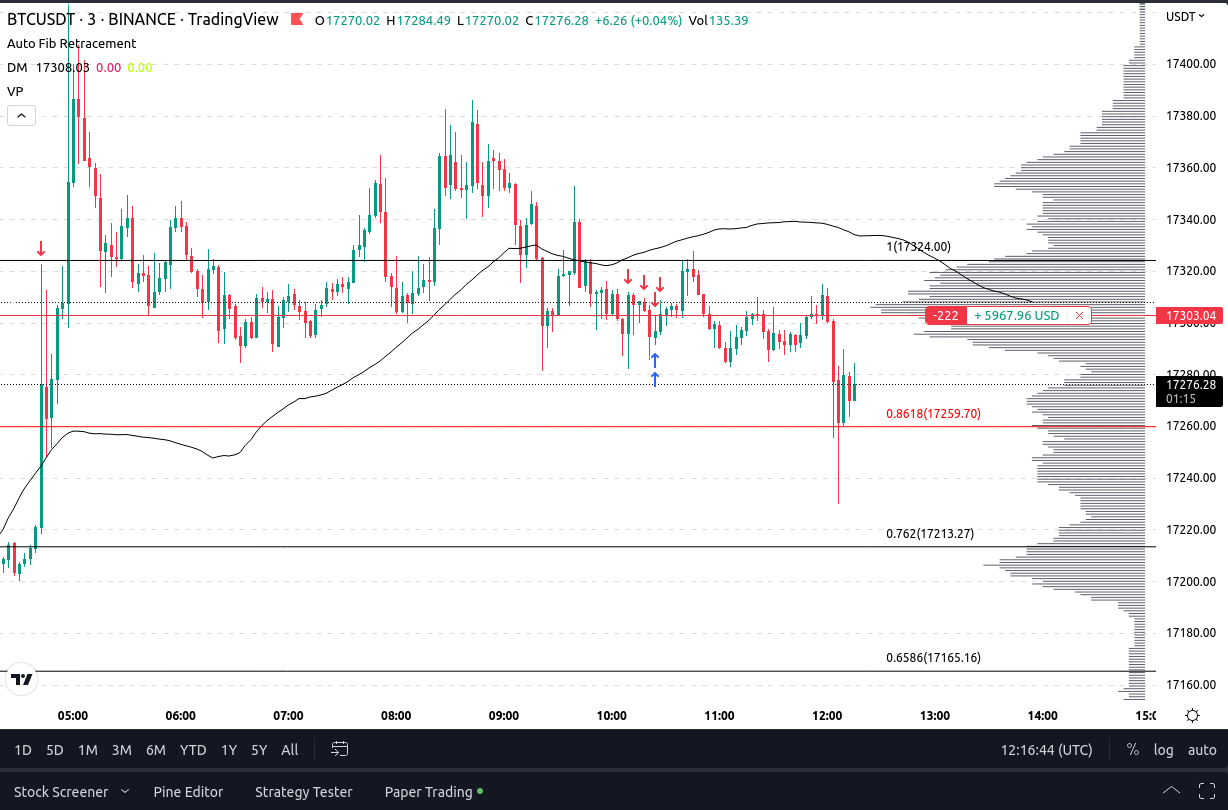 BTCUSDT · 3 · BINANCE · TradingView O17270.02 H17284.49 L17270.02 C17276.28 +6.26 (+0.04%) Vol135.39
USDT
Auto Fib Retracement
DM 17308.03 0.00 0.00
VP
17400.00
17380.00
17360.00
17340.00
1(17324.00)
17320.00
-222 + 5967.96 USD
17303.04
17300.00
17280.00
17276.28
01:15
0.8618(17259.70)
17260.00
17240.00
0.762(17213.27)
17220.00
17200.00
17180.00
0.6586(17165.16)
17160.00
05:00 06:00 07:00 08:00 09:00 10:00 11:00 12:00 13:00 14:00 15:0
1D 5D 1M 3M 6M YTD 1Y 5Y All 12:16:44 (UTC) % log auto
Stock Screener Pine Editor Strategy Tester Paper Trading